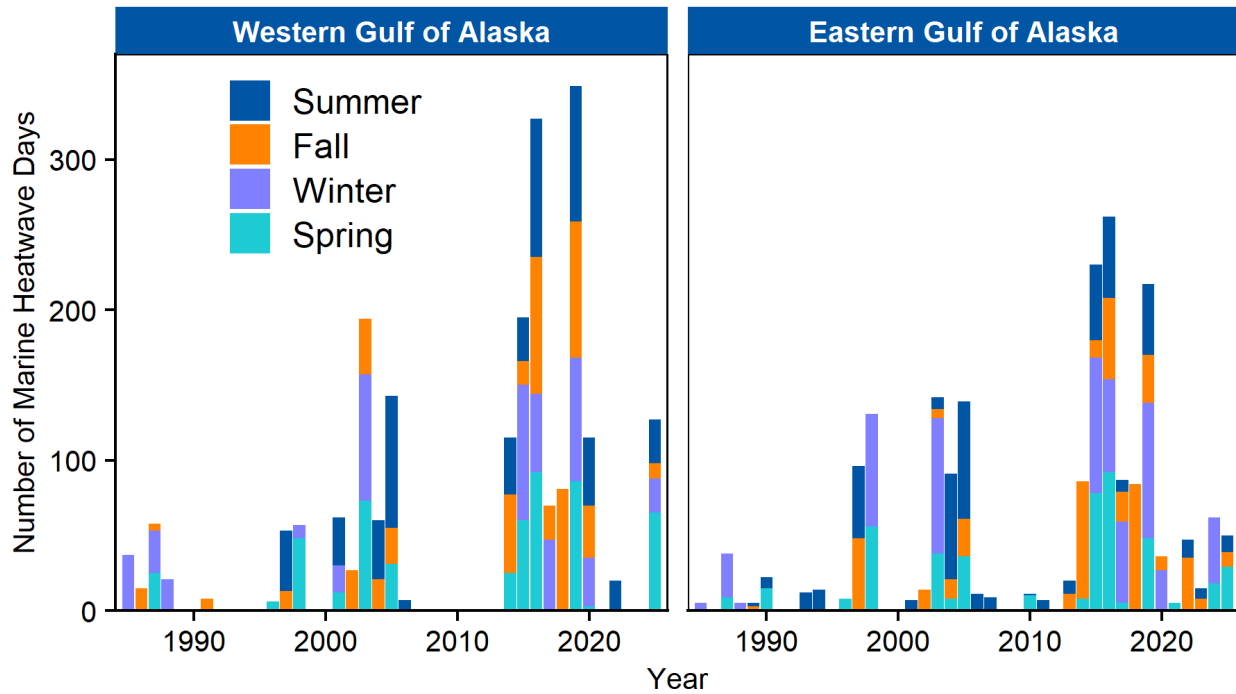 Western Gulf of Alaska
Eastern Gulf of Alaska
Number of Marine Heatwave Days
300
200
100
0
Summer
Fall
Winter
Spring
1990
2000
2010
2020
1990
2000
2010
2020
Year